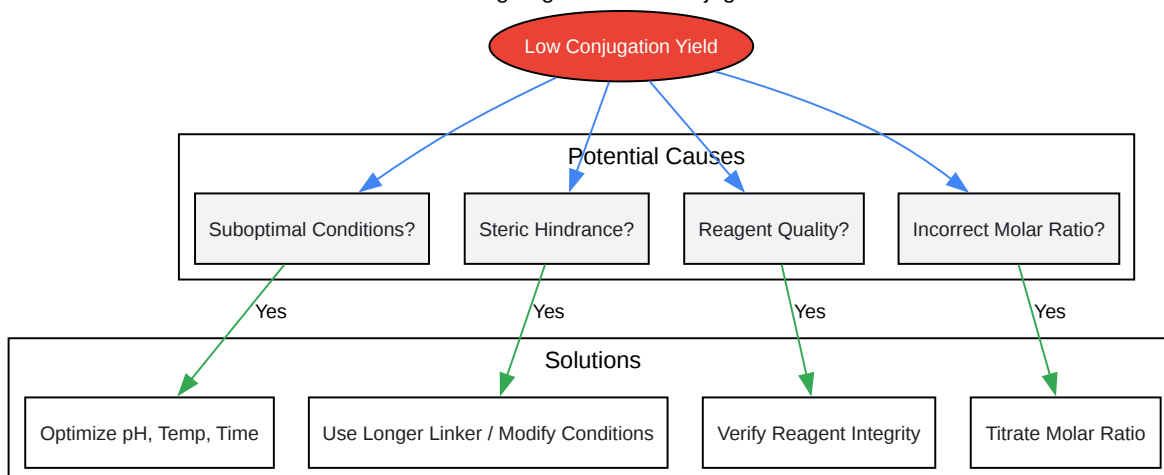 Low Conjugation Yield
Potential Causes
Suboptimal Conditions?
Steric Hindrance?
Reagent Quality?
Incorrect Molar Ratio?
Yes
Yes
Yes
Yes
Solutions
Optimize pH, Temp, Time
Use Longer Linker / Modify Conditions
Verify Reagent Integrity
Titrate Molar Ratio